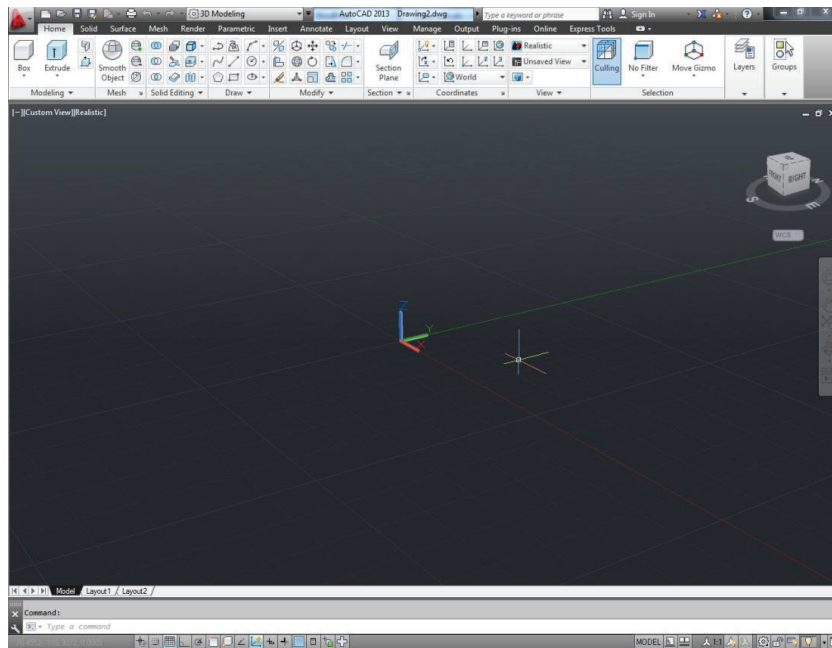 3D Modeling AutoCAD 2013 Drawing2.dwg Type a keyword or phrase Sign In
Home Solid Surface Mesh Render Parametric Insert Annotate Layout View Manage Output Plug-ins Online Express Tools
Box Extrude Smooth Object Section Plane World Realistic Unsaved View Culling No Filter Move Gizmo Layers Groups
Modeling Mesh Solid Editing Draw Modify Section Coordinates View Selection
[–][Custom View][Realistic]
FRONT RIGHT
S E
WCS
Z
Y
X
Model Layout1 Layout2
Command:
Type a command
MODEL 1:1